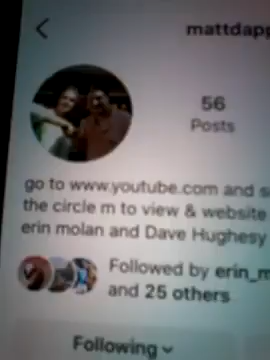 mattdapp
56
Posts
go to www.youtube.com and s
the circle m to view & website
erin molan and Dave Hughesy
Followed by erin_m
and 25 others
Following